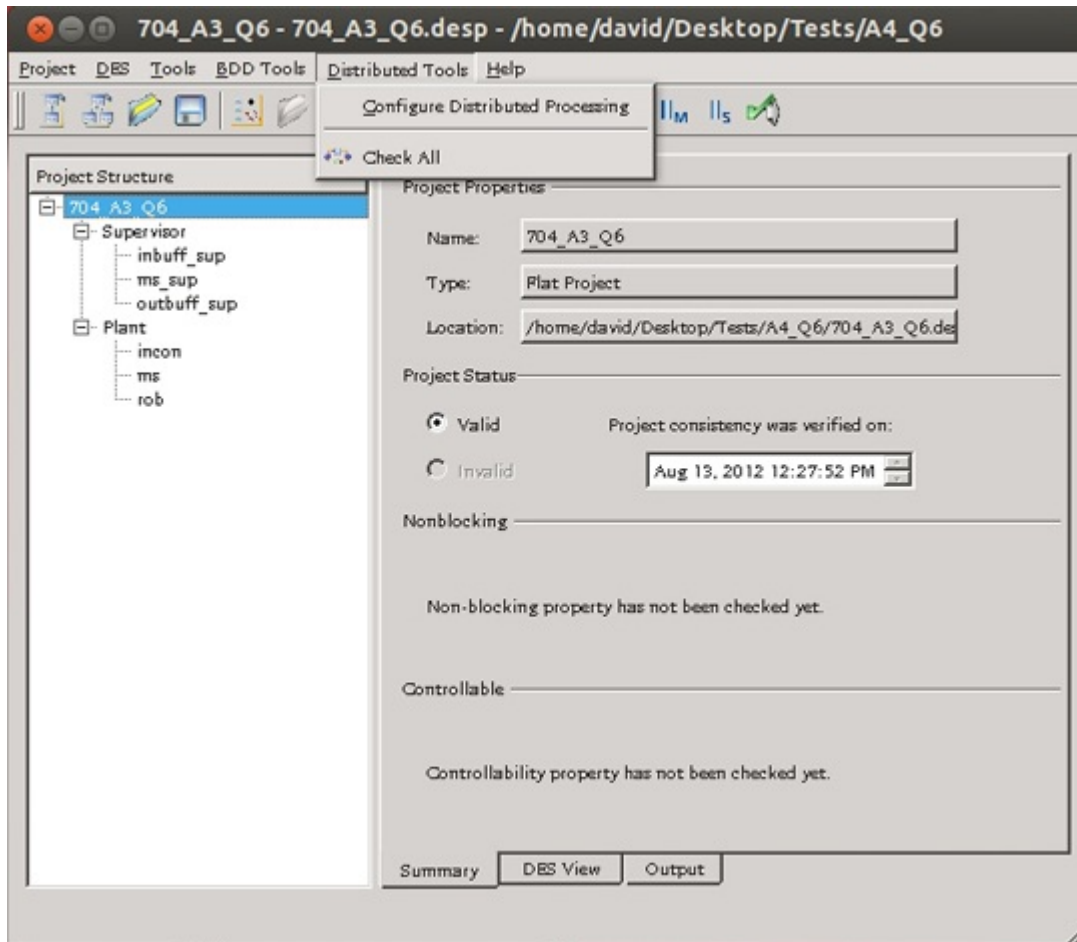 704_A3_Q6 - 704_A3_Q6.desp - /home/david/Desktop/Tests/A4_Q6
Project DES Tools BDD Tools Distributed Tools Help
Configure Distributed Processing
Check All
||M ||S
Project Structure
704_A3_Q6
Supervisor
inbuff_sup
ms_sup
outbuff_sup
Plant
incon
ms
rob
Project Properties
Name: 704_A3_Q6
Type: Flat Project
Location: /home/david/Desktop/Tests/A4_Q6/704_A3_Q6.des
Project Status
Valid
Project consistency was verified on:
Invalid
Aug 13, 2012 12:27:52 PM
Nonblocking
Non-blocking property has not been checked yet.
Controllable
Controllability property has not been checked yet.
Summary DES View Output